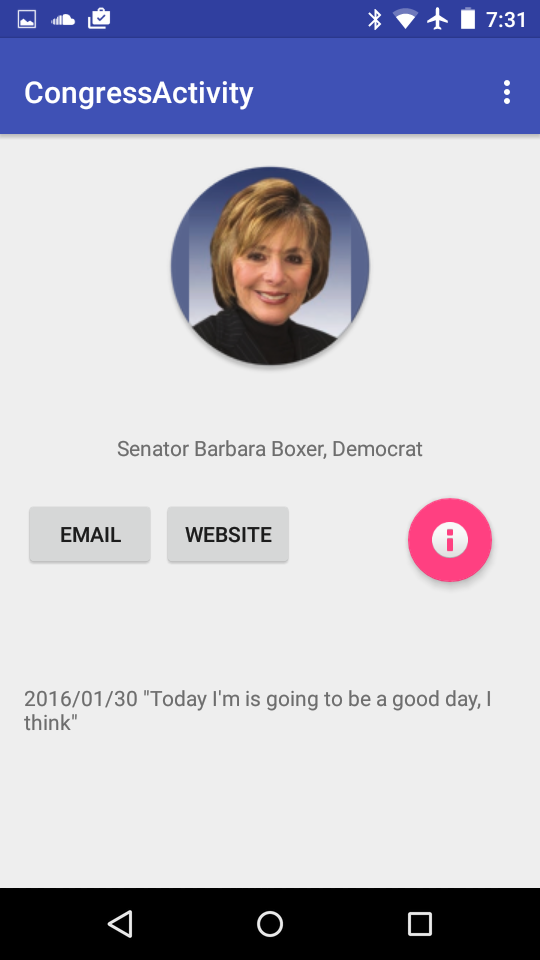 7:31
CongressActivity
Senator Barbara Boxer, Democrat
EMAIL WEBSITE
2016/01/30 "Today I'm is going to be a good day, I
think"